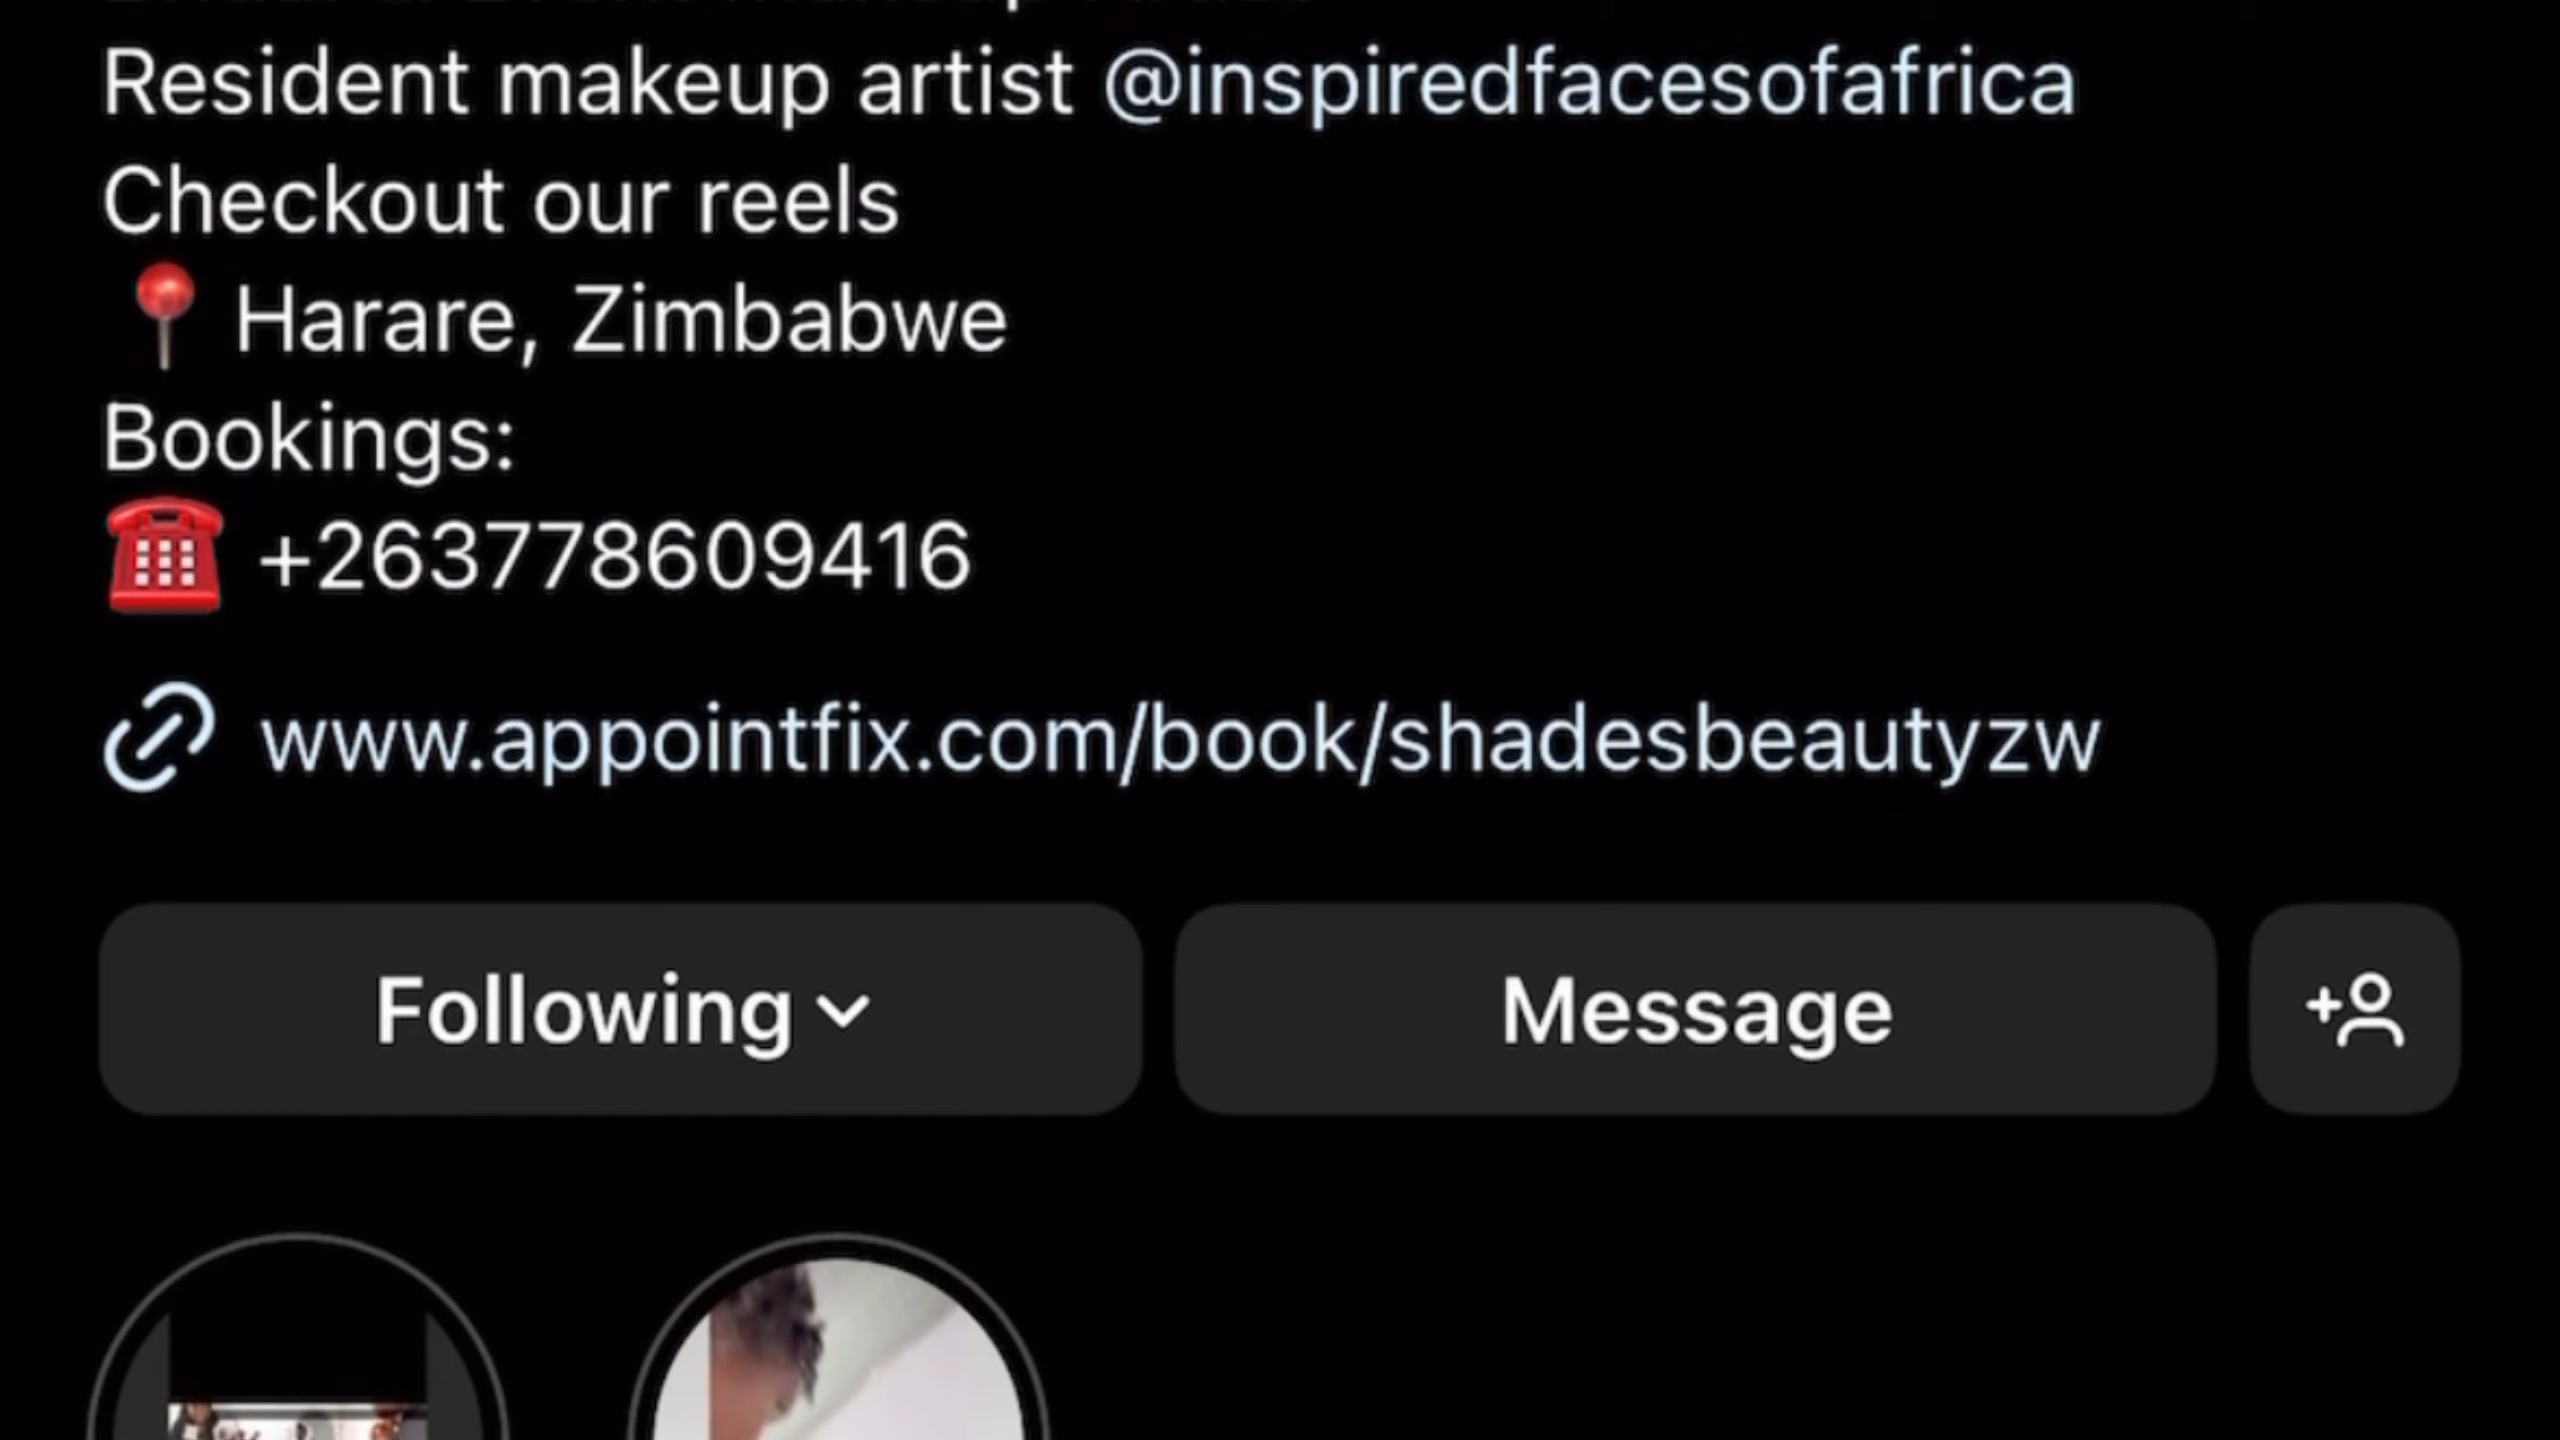 Resident makeup artist @inspiredfacesofafrica
Checkout our reels
📍 Harare, Zimbabwe
Bookings:
☎️ +263778609416
www.appointfix.com/book/shadesbeautyzw
Following
Message